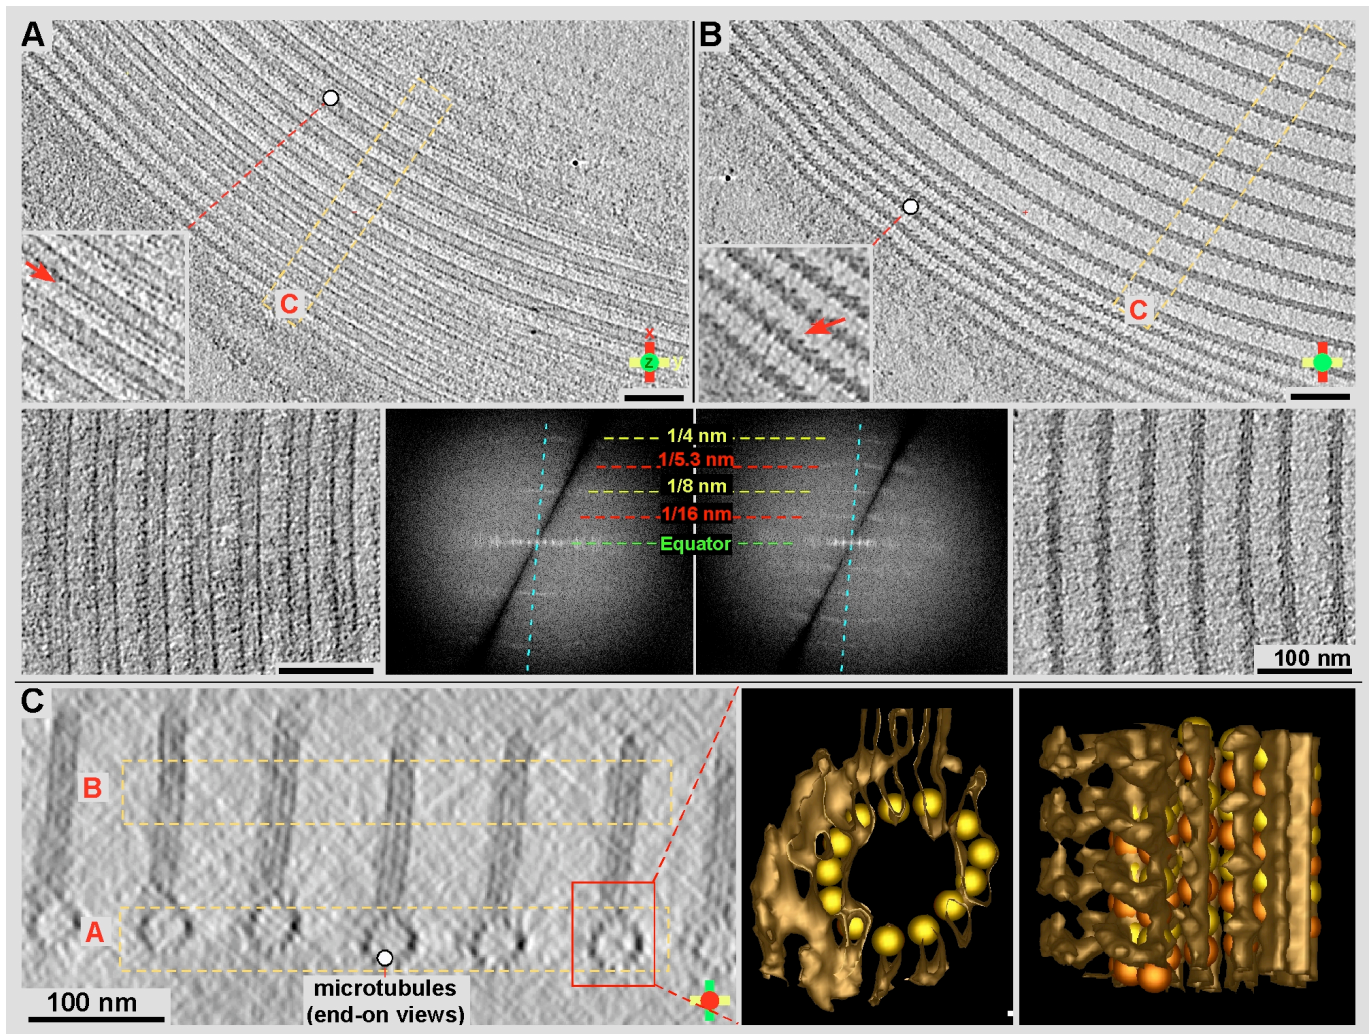 A
B
C
C
x
z
y
1/4 nm
1/5.3 nm
1/8 nm
1/16 nm
Equator
100 nm
C
B
A
microtubules
(end-on views)
100 nm